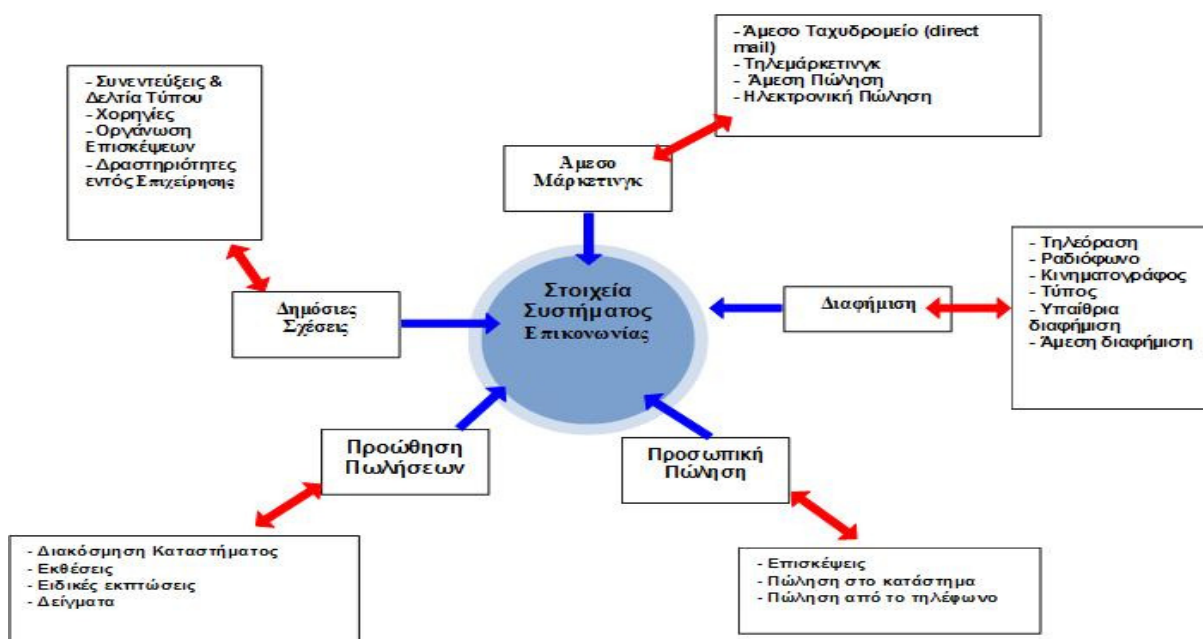 - Άμεσο Ταχυδρομείο (direct
mail)
- Τηλεμάρκετινγκ
- Άμεση Πώληση
- Ηλεκτρονική Πώληση
- Συνεντεύξεις &
Δελτία Τύπου
- Χορηγίες
- Οργάνωση
Επισκέψεων
- Δραστηριότητες
εντός Επιχείρησης
Άμεσο
Μάρκετινγκ
Στοιχεία
Συστήματος
Επικονωνίας
Δημόσιες
Σχέσεις
Διαφήμιση
- Τηλεόραση
- Ραδιόφωνο
- Κινηματογράφος
- Τύπος
- Υπαίθρια
διαφήμιση
- Άμεση διαφήμιση
Προώθηση
Πωλήσεων
Προσωπική
Πώληση
- Διακόσμηση Καταστήματος
- Εκθέσεις
- Ειδικές εκπτώσεις
- Δείγματα
- Επισκέψεις
- Πώληση στο κατάστημα
- Πώληση από το τηλέφωνο